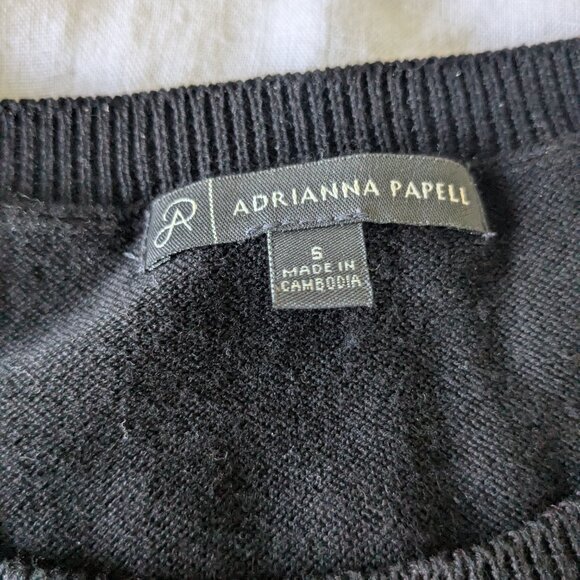 AP | ADRIANNA PAPELL
S
MADE IN
CAMBODIA